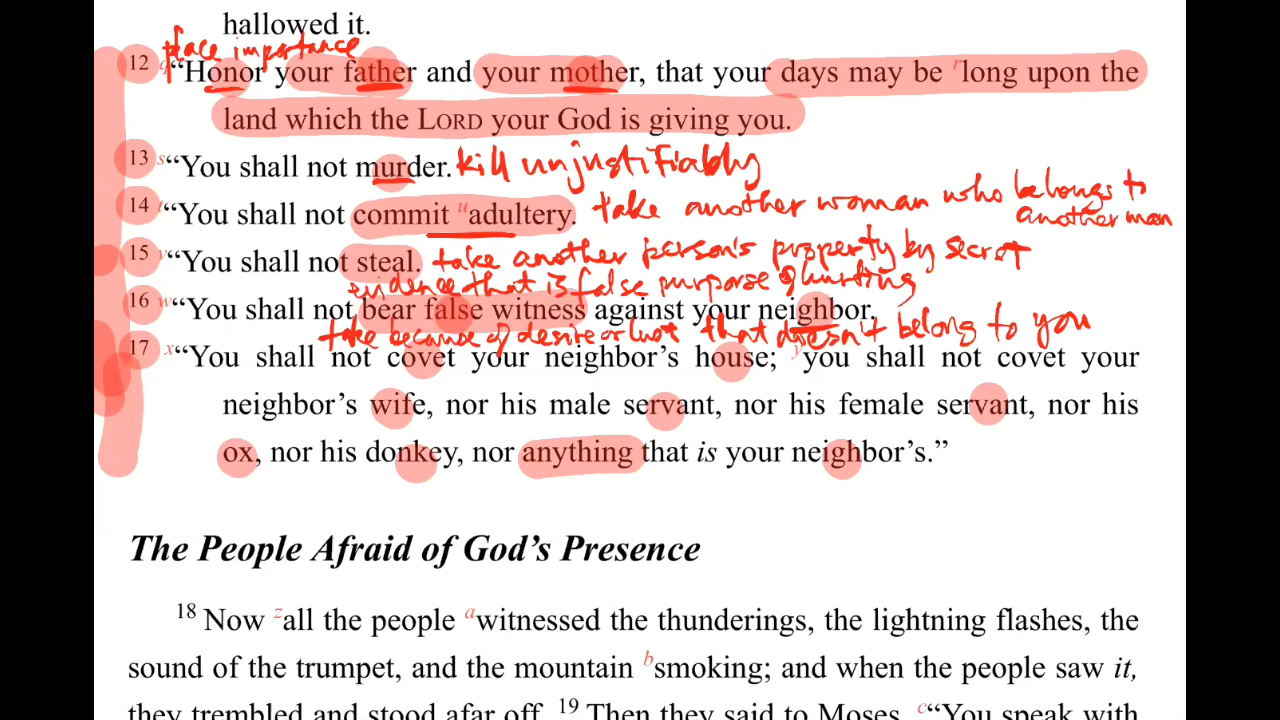 hallowed it.
place importance
12 q“Honor your father and your mother, that your days may be r long upon the
land which the LORD your God is giving you.
13 s“You shall not murder. kill unjustifiably
14 t“You shall not commit u adultery. take another woman who belongs to
another man
15 v“You shall not steal. take another person's property by secret
evidence that is false purpose of hurting
16 w“You shall not bear false witness against your neighbor.
take because of desire or lust that doesn't belong to you
17 x“You shall not covet your neighbor’s house; y you shall not covet your
neighbor’s wife, nor his male servant, nor his female servant, nor his
ox, nor his donkey, nor anything that is your neighbor’s.”
The People Afraid of God’s Presence
18 Now z all the people a witnessed the thunderings, the lightning flashes, the
sound of the trumpet, and the mountain b smoking; and when the people saw it,
they trembled and stood afar off. 19 Then they said to Moses, c“You speak with